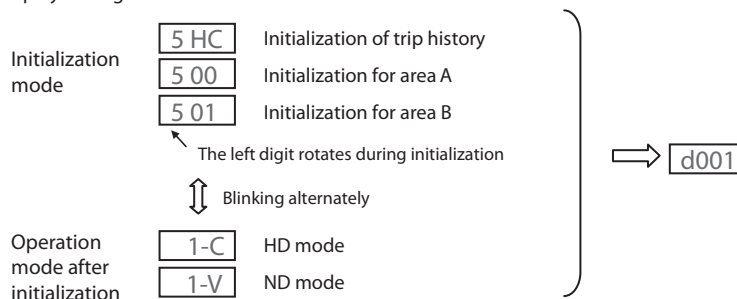 Initialization
mode
5 HC Initialization of trip history
5 00 Initialization for area A
5 01 Initialization for area B
The left digit rotates during initialization
Blinking alternately
d001
Operation
mode after
initialization
1-C HD mode
1-V ND mode